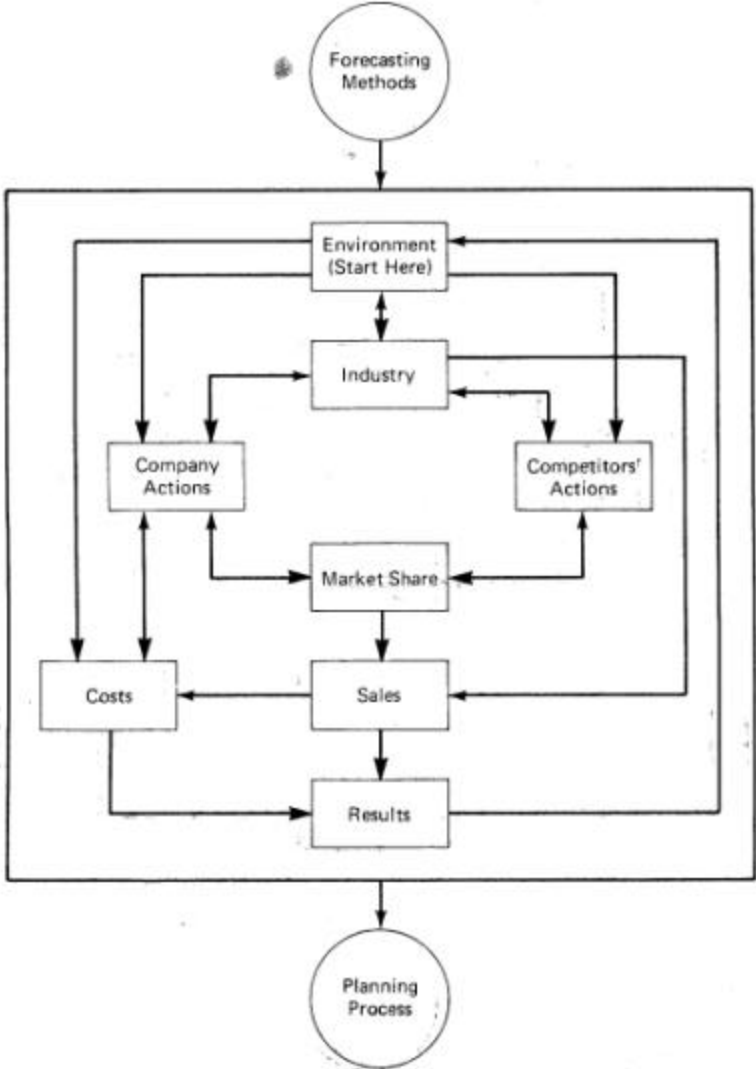 Forecasting
Methods
Environment
(Start Here)
Industry
Company
Actions
Competitors'
Actions
Market Share
Costs
Sales
Results
Planning
Process